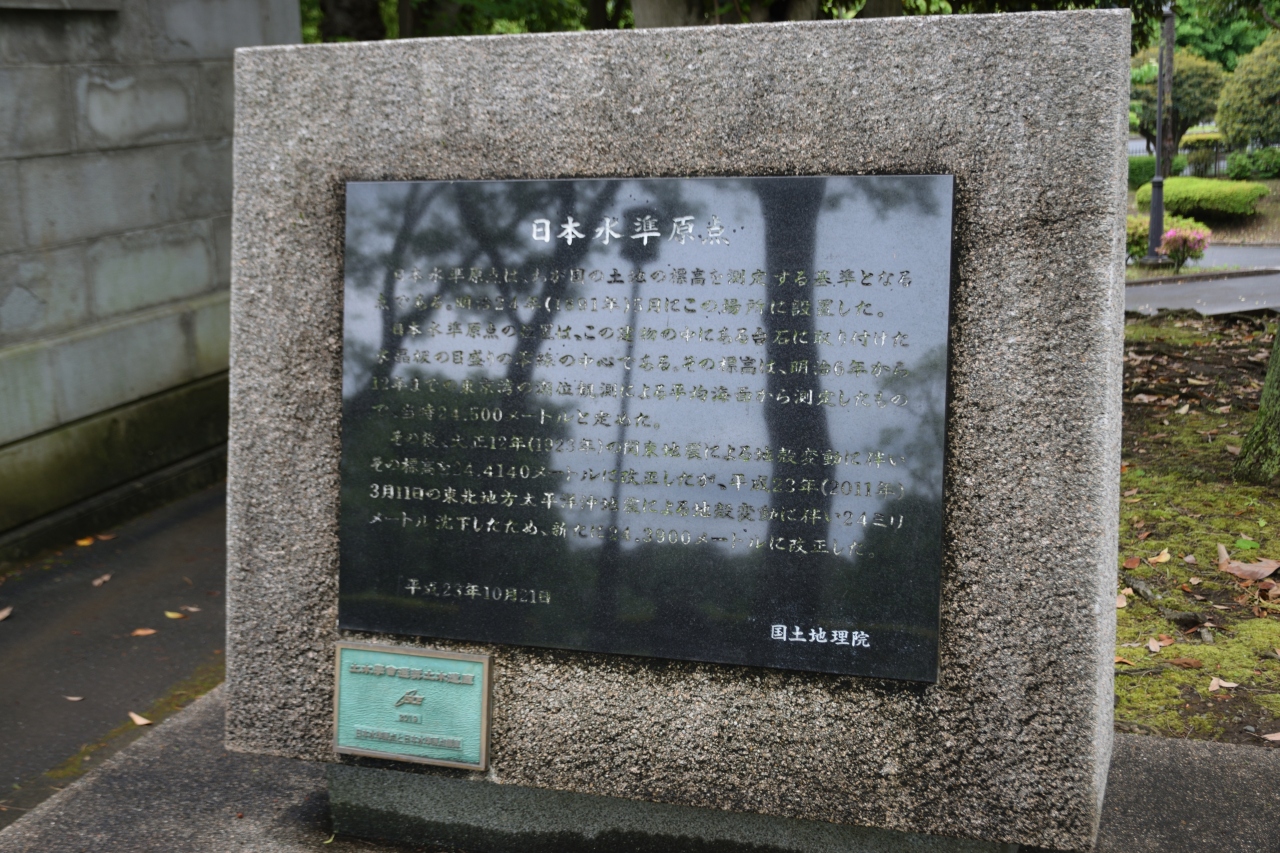 日本水準原点
日本水準原点は、わが国の土地の標高を測定する基準となる
点である。明治24年(1891年)5月にこの場所に設置した。
日本水準原点の位置は、この建物の中にある台石に取り付けた
水晶板の目盛りの零線の中心である。その標高は、明治6年から
12年までの東京湾の潮位観測による平均海面から測定したもの
で、当時24.500メートルと定めた。
その後、大正12年(1923年)の関東地震による地殻変動に伴い
その標高を24.4140メートルに改正したが、平成23年(2011年)
3月11日の東北地方太平洋沖地震による地殻変動に伴い24ミリ
メートル沈下したため、新たに24.3900メートルに改正した。
平成23年10月21日
国土地理院
土木学会選奨土木遺産